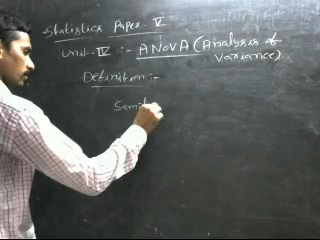 Statistics Paper - V
Unit - IV :- ANOVA (Analysis of
Variance)
Definition :-